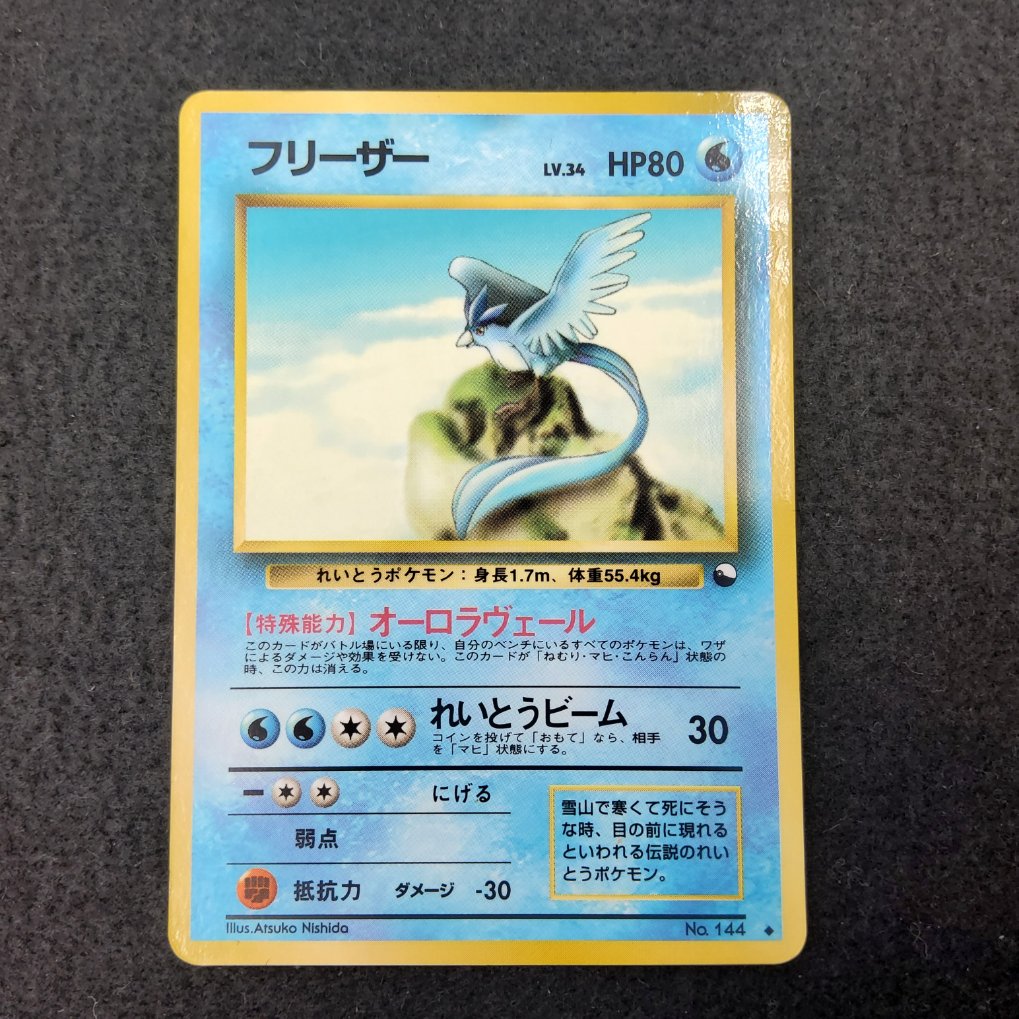 フリーザー LV.34 HP80
れいとうポケモン：身長1.7m、体重55.4kg
【特殊能力】オーロラヴェール
このカードがバトル場にいる限り、自分のベンチにいるすべてのポケモンは、ワザ
によるダメージや効果を受けない。このカードが「ねむり・マヒ・こんらん」状態の
時、この力は消える。
れいとうビーム 30
コインを投げて「おもて」なら、相手
を「マヒ」状態にする。
にげる
弱点
抵抗力 ダメージ -30
雪山で寒くて死にそう
な時、目の前に現れる
といわれる伝説のれい
とうポケモン。
Illus.Atsuko Nishida No. 144